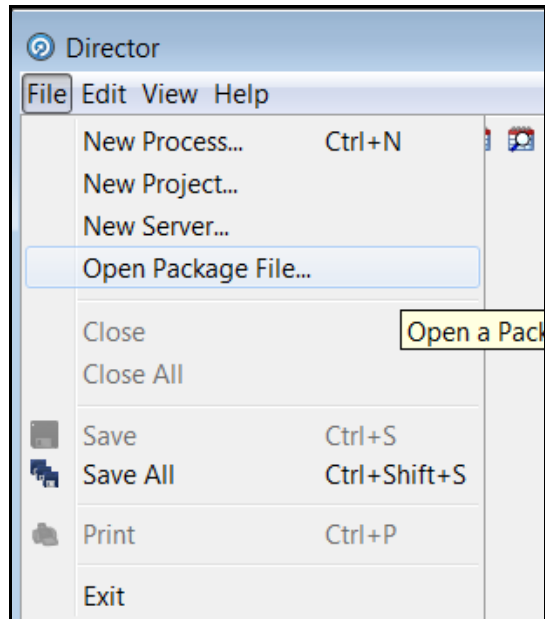 Director
File Edit View Help
New Process... Ctrl+N
New Project...
New Server...
Open Package File...
Open a Pack
Close
Close All
Save Ctrl+S
Save All Ctrl+Shift+S
Print Ctrl+P
Exit